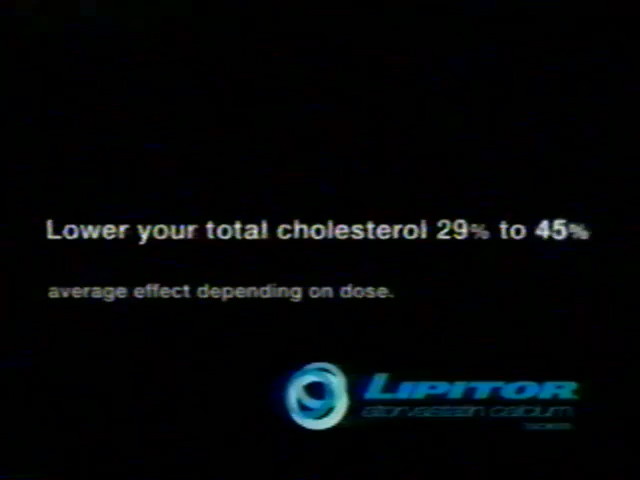 Lower your total cholesterol 29% to 45%
average effect depending on dose.
LIPITOR
atorvastatin calcium